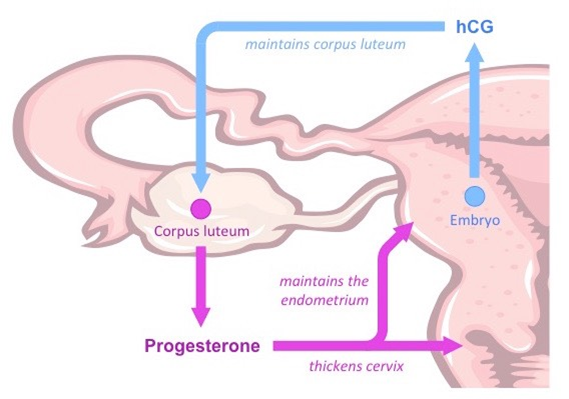 hCG
maintains corpus luteum
Embryo
Corpus luteum
maintains the
endometrium
Progesterone
thickens cervix